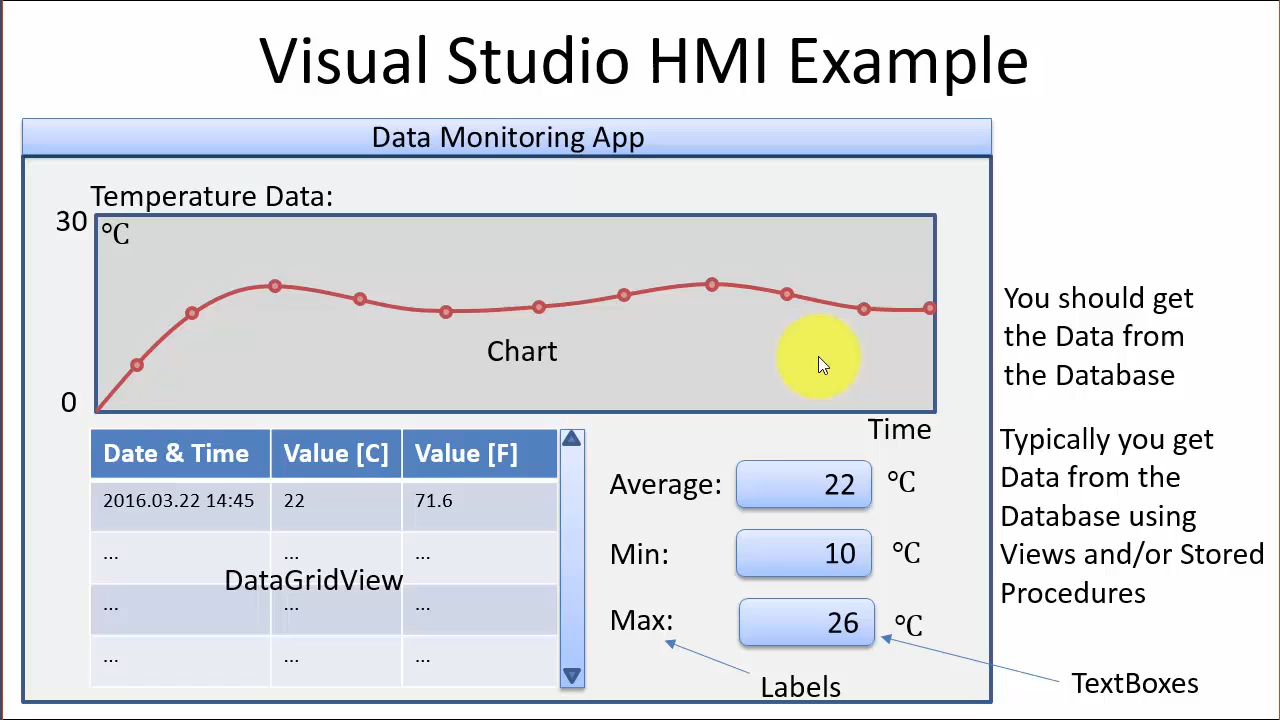 Visual Studio HMI Example
Data Monitoring App
Temperature Data:
30
°C
Chart
0
Time
You should get
the Data from
the Database
Typically you get
Data from the
Database using
Views and/or Stored
Procedures
Date & Time Value [C] Value [F]
2016.03.22 14:45 22 71.6
... ... ...
DataGridView
... ... ...
... ... ...
Average: 22 °C
Min: 10 °C
Max: 26 °C
Labels
TextBoxes